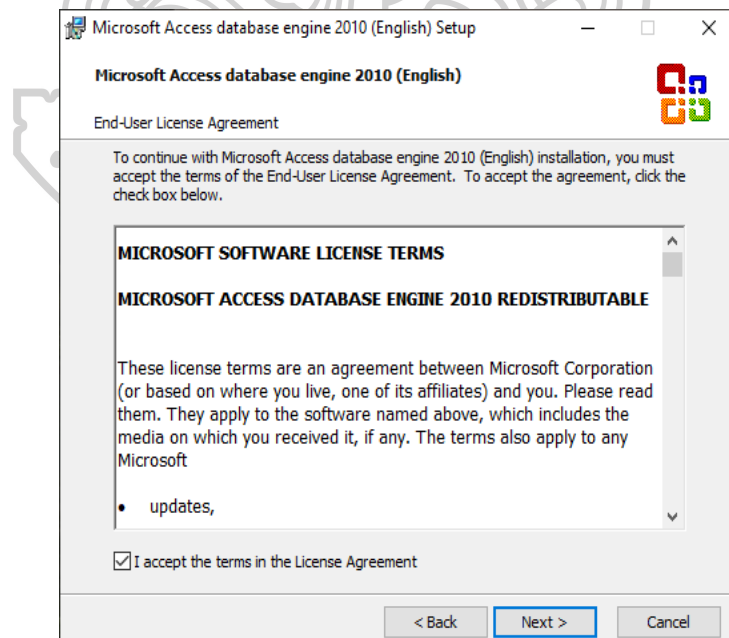 Microsoft Access database engine 2010 (English) Setup
Microsoft Access database engine 2010 (English)
End-User License Agreement
To continue with Microsoft Access database engine 2010 (English) installation, you must
accept the terms of the End-User License Agreement. To accept the agreement, click the
check box below.
MICROSOFT SOFTWARE LICENSE TERMS
MICROSOFT ACCESS DATABASE ENGINE 2010 REDISTRIBUTABLE
These license terms are an agreement between Microsoft Corporation
(or based on where you live, one of its affiliates) and you. Please read
them. They apply to the software named above, which includes the
media on which you received it, if any. The terms also apply to any
Microsoft
• updates,
I accept the terms in the License Agreement
< Back Next > Cancel